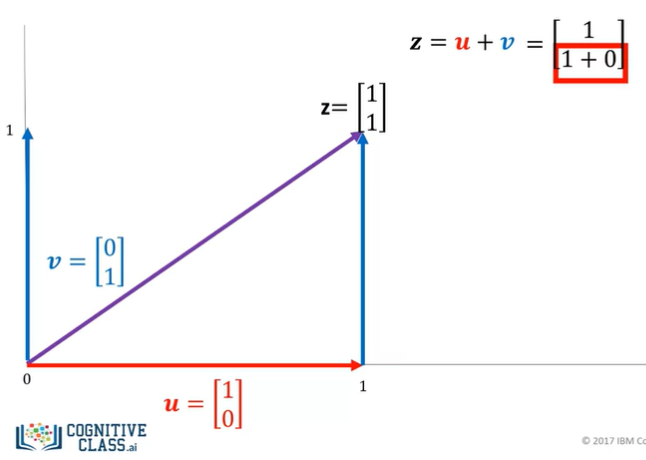 z = u + v = [1
1 + 0]
z= [1
1]
1
v = [0
1]
0
1
u = [1
0]
COGNITIVE
CLASS.ai
© 2017 IBM Co